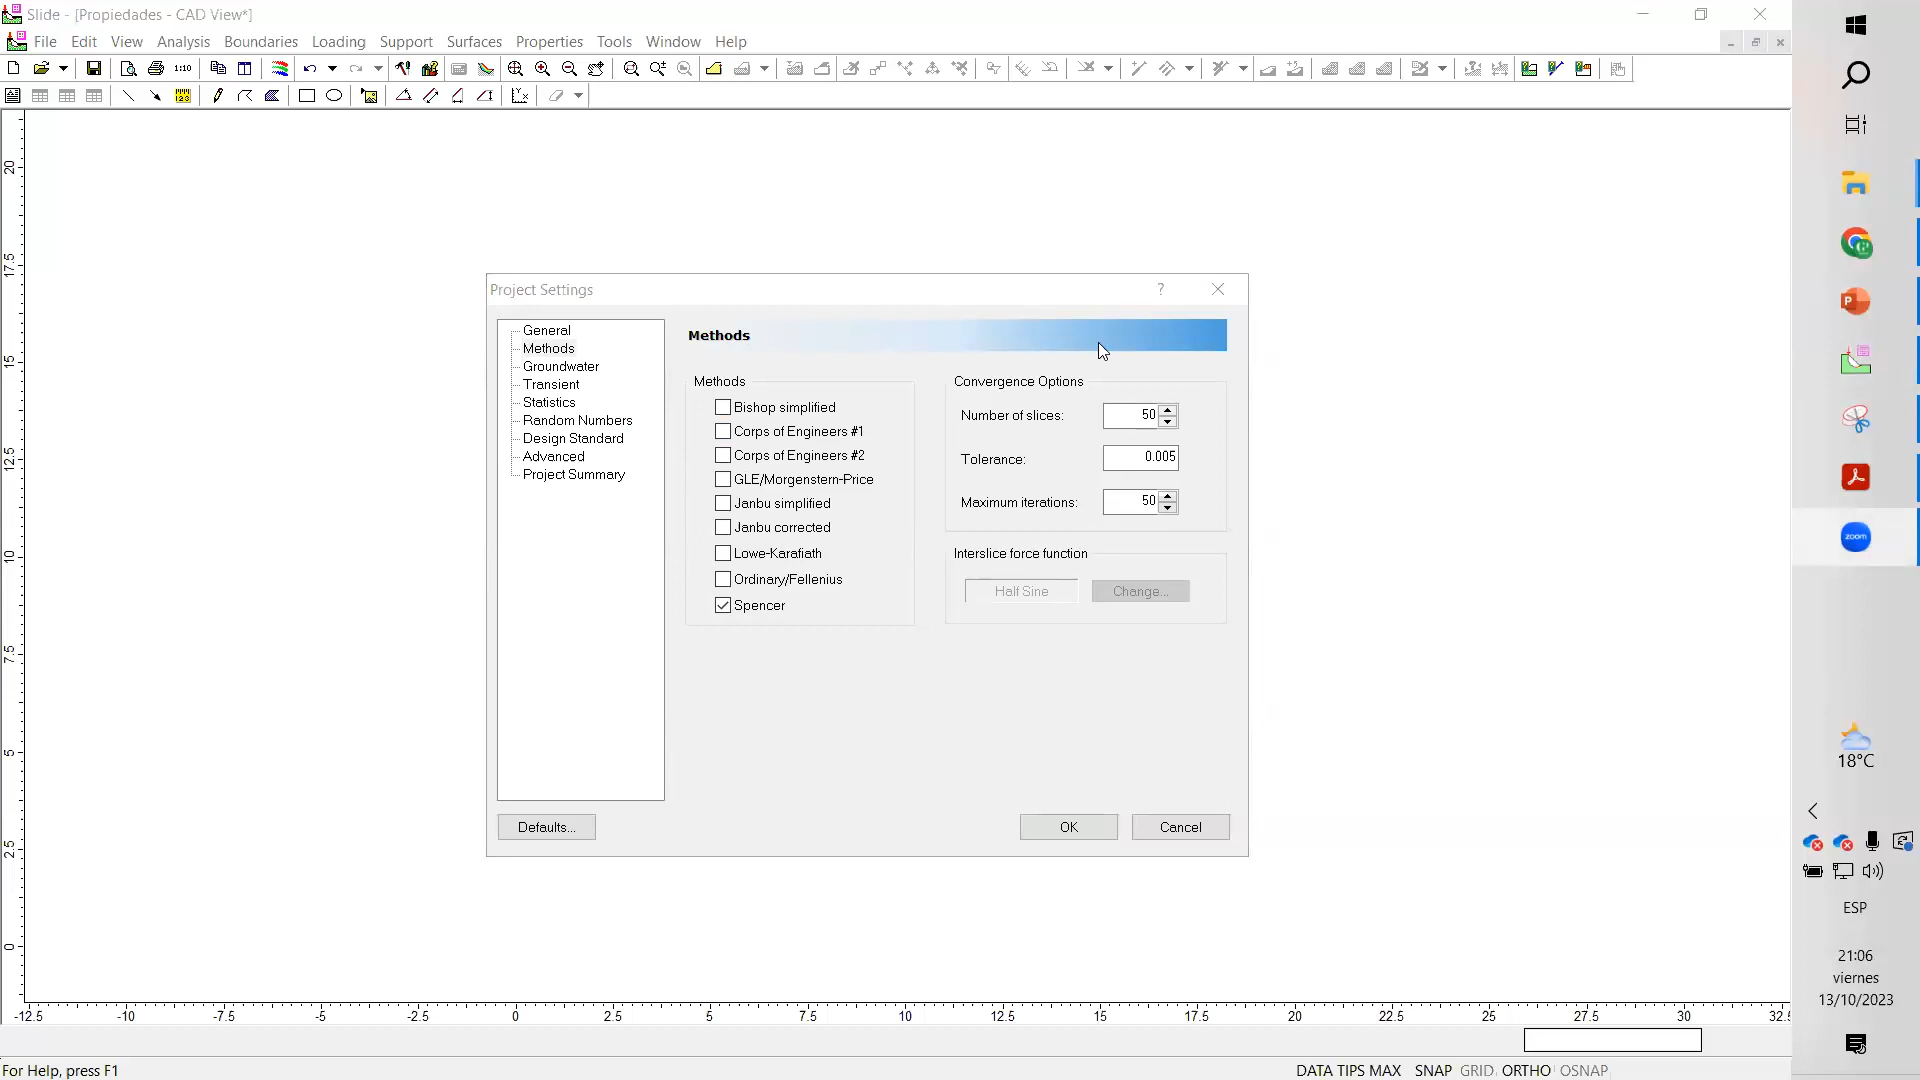 Slide - [Propiedades - CAD View*]
File Edit View Analysis Boundaries Loading Support Surfaces Properties Tools Window Help
1:10
Project Settings ?
General
Methods
Groundwater
Transient
Statistics
Random Numbers
Design Standard
Advanced
Project Summary
Methods
Methods
Bishop simplified
Corps of Engineers #1
Corps of Engineers #2
GLE/Morgenstern-Price
Janbu simplified
Janbu corrected
Lowe-Karafiath
Ordinary/Fellenius
Spencer
Convergence Options
Number of slices: 50
Tolerance: 0.005
Maximum iterations: 50
Interslice force function
Half Sine Change...
Defaults... OK Cancel
20
17.5
15
12.5
10
7.5
5
2.5
0
-12.5 -10 -7.5 -5 -2.5 0 2.5 5 7.5 10 12.5 15 17.5 20 22.5 25 27.5 30 32.5
For Help, press F1
DATA TIPS MAX SNAP GRID ORTHO OSNAP
zoom
18°C
ESP
21:06
viernes
13/10/2023